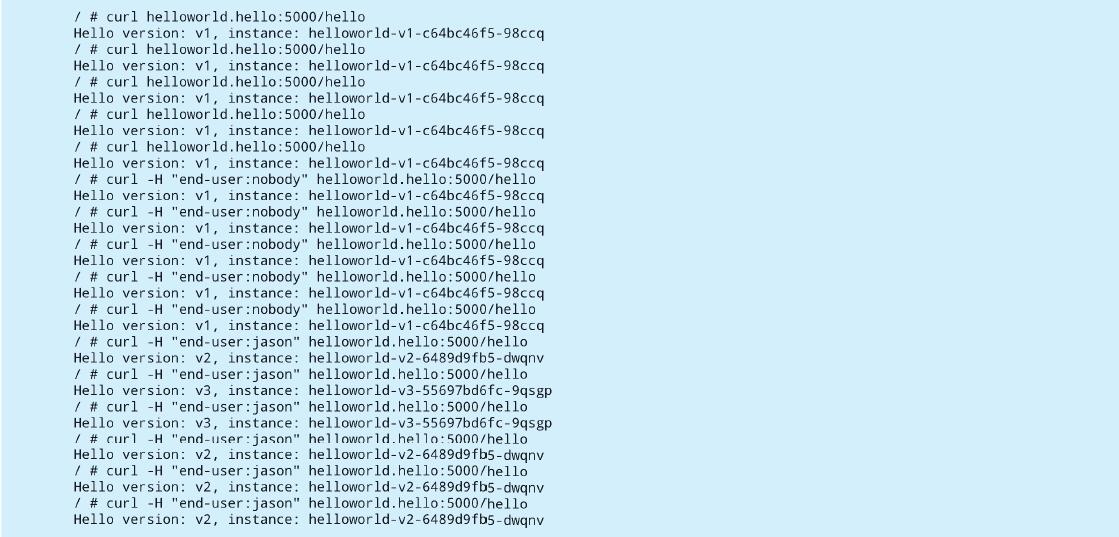 / # curl helloworld.hello:5000/hello
Hello version: v1, instance: helloworld-v1-c64bc46f5-98ccq
/ # curl helloworld.hello:5000/hello
Hello version: v1, instance: helloworld-v1-c64bc46f5-98ccq
/ # curl helloworld.hello:5000/hello
Hello version: v1, instance: helloworld-v1-c64bc46f5-98ccq
/ # curl helloworld.hello:5000/hello
Hello version: v1, instance: helloworld-v1-c64bc46f5-98ccq
/ # curl helloworld.hello:5000/hello
Hello version: v1, instance: helloworld-v1-c64bc46f5-98ccq
/ # curl -H "end-user:nobody" helloworld.hello:5000/hello
Hello version: v1, instance: helloworld-v1-c64bc46f5-98ccq
/ # curl -H "end-user:nobody" helloworld.hello:5000/hello
Hello version: v1, instance: helloworld-v1-c64bc46f5-98ccq
/ # curl -H "end-user:nobody" helloworld.hello:5000/hello
Hello version: v1, instance: helloworld-v1-c64bc46f5-98ccq
/ # curl -H "end-user:nobody" helloworld.hello:5000/hello
Hello version: v1, instance: helloworld-v1-c64bc46f5-98ccq
/ # curl -H "end-user:nobody" helloworld.hello:5000/hello
Hello version: v1, instance: helloworld-v1-c64bc46f5-98ccq
/ # curl -H "end-user:jason" helloworld.hello:5000/hello
Hello version: v2, instance: helloworld-v2-6489d9fb5-dwqnv
/ # curl -H "end-user:jason" helloworld.hello:5000/hello
Hello version: v3, instance: helloworld-v3-55697bd6fc-9qsgp
/ # curl -H "end-user:jason" helloworld.hello:5000/hello
Hello version: v3, instance: helloworld-v3-55697bd6fc-9qsgp
/ # curl -H "end-user:jason" helloworld.hello:5000/hello
Hello version: v2, instance: helloworld-v2-6489d9fb5-dwqnv
/ # curl -H "end-user:jason" helloworld.hello:5000/hello
Hello version: v2, instance: helloworld-v2-6489d9fb5-dwqnv
/ # curl -H "end-user:jason" helloworld.hello:5000/hello
Hello version: v2, instance: helloworld-v2-6489d9fb5-dwqnv